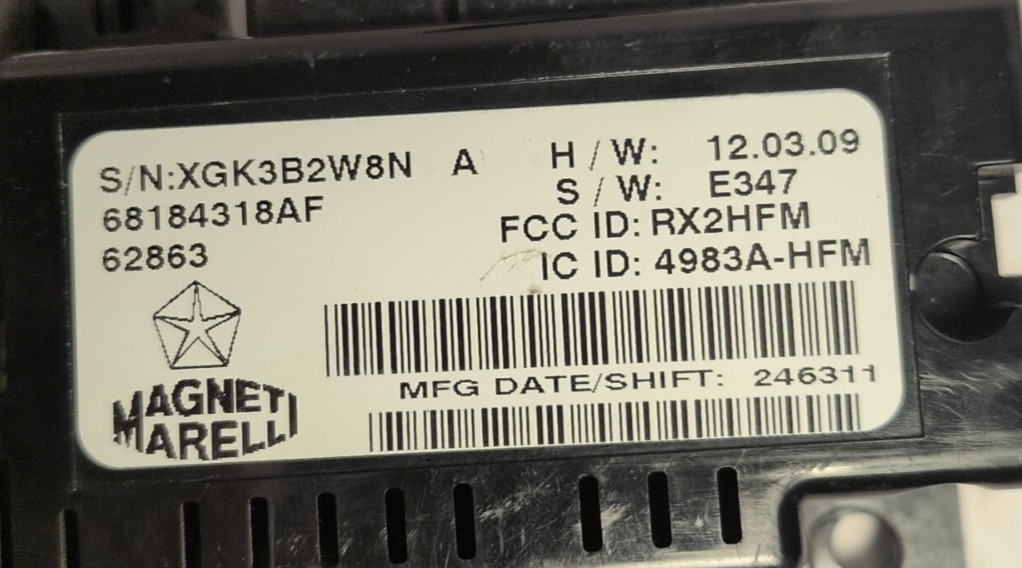 S/N:XGK3B2W8N A H/W: 12.03.09
68184318AF S/W: E347
62863 FCC ID: RX2HFM
IC ID: 4983A-HFM
MFG DATE/SHIFT: 246311
MAGNETI
MARELLI